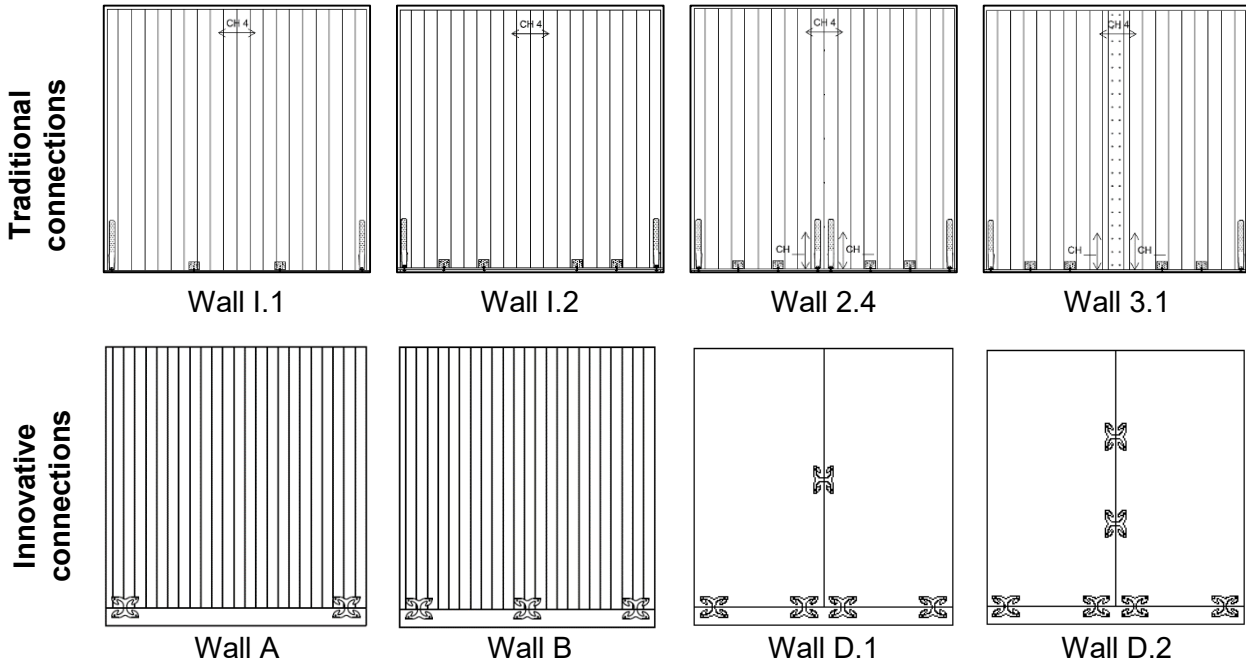 Traditional
connections
CH 4
CH 4
CH 4
CH 4
CH
CH
CH
CH
Wall I.1
Wall I.2
Wall 2.4
Wall 3.1
Innovative
connections
Wall A
Wall B
Wall D.1
Wall D.2